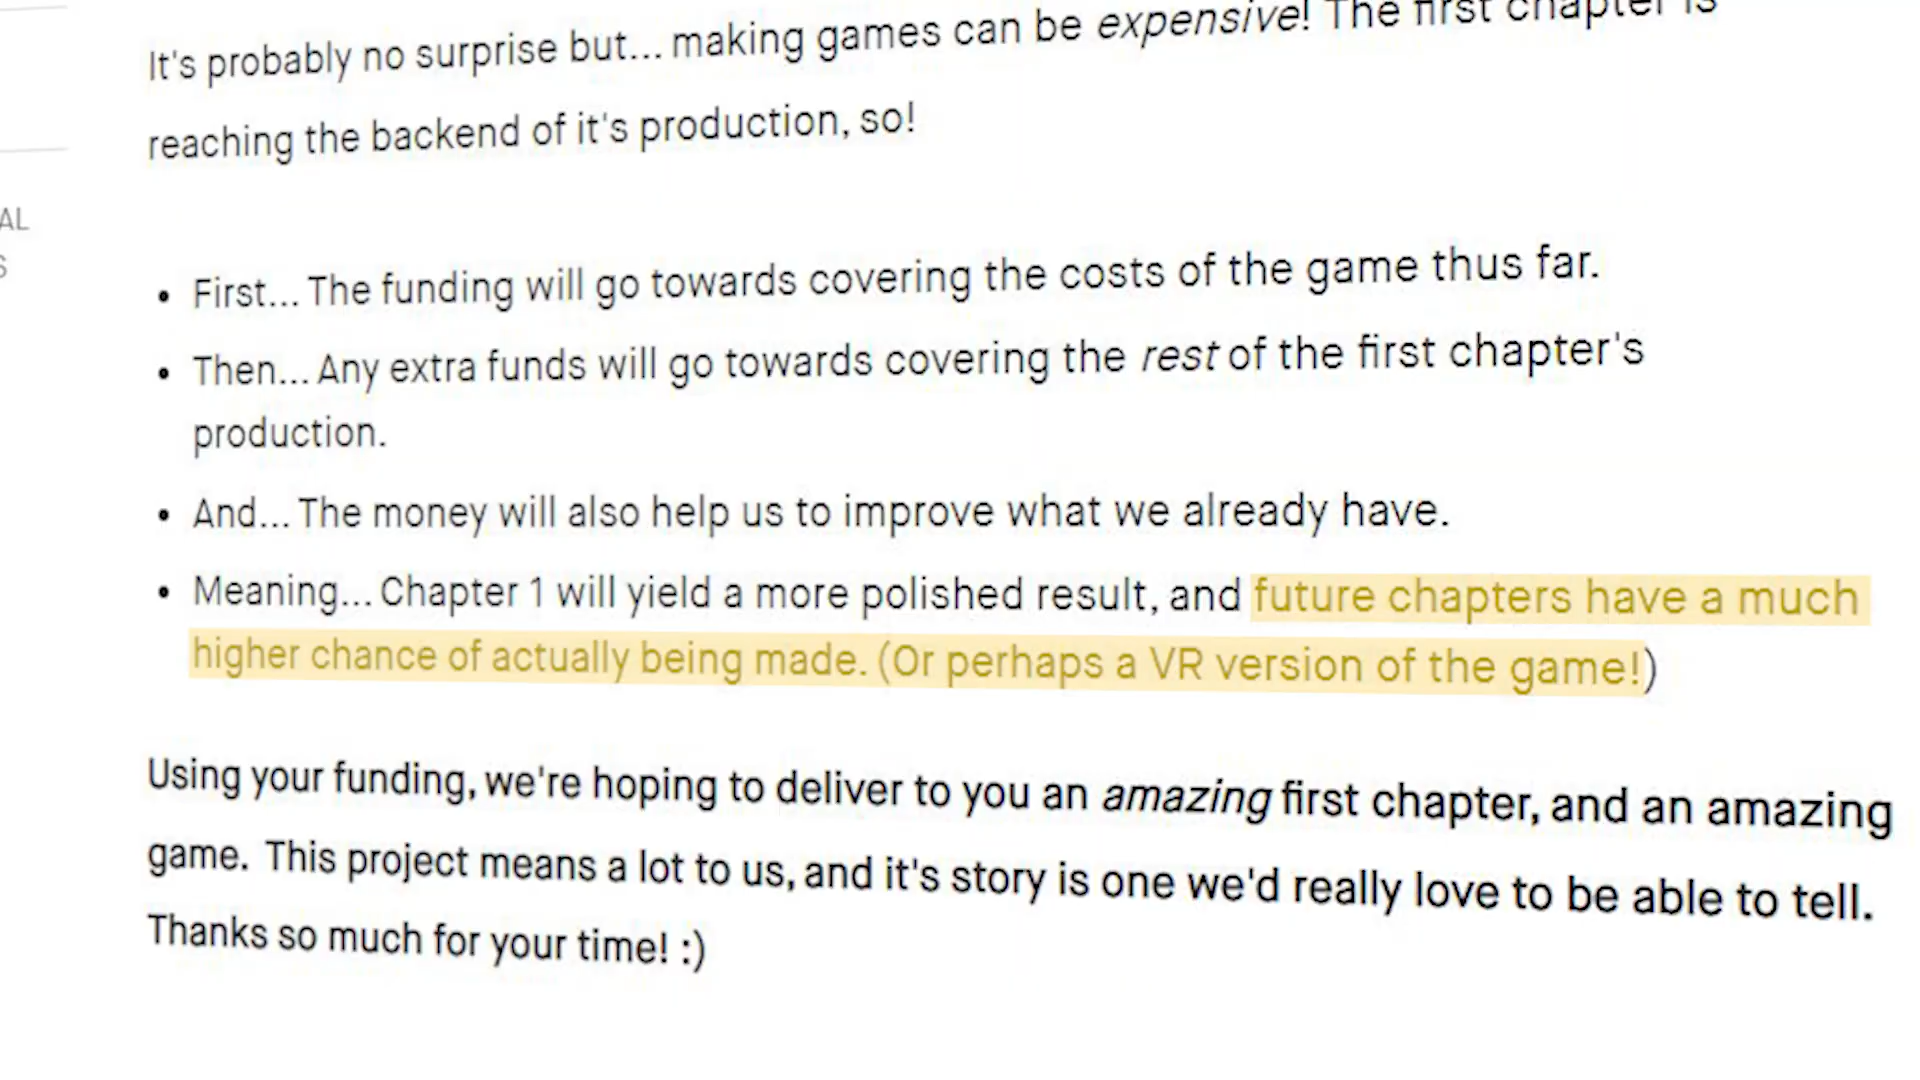 It's probably no surprise but... making games can be expensive! The first chapter is
reaching the backend of it's production, so!
AL
S
• First... The funding will go towards covering the costs of the game thus far.
• Then... Any extra funds will go towards covering the rest of the first chapter's
production.
• And... The money will also help us to improve what we already have.
• Meaning... Chapter 1 will yield a more polished result, and future chapters have a much
higher chance of actually being made. (Or perhaps a VR version of the game!)
Using your funding, we're hoping to deliver to you an amazing first chapter, and an amazing
game. This project means a lot to us, and it's story is one we'd really love to be able to tell.
Thanks so much for your time! :)